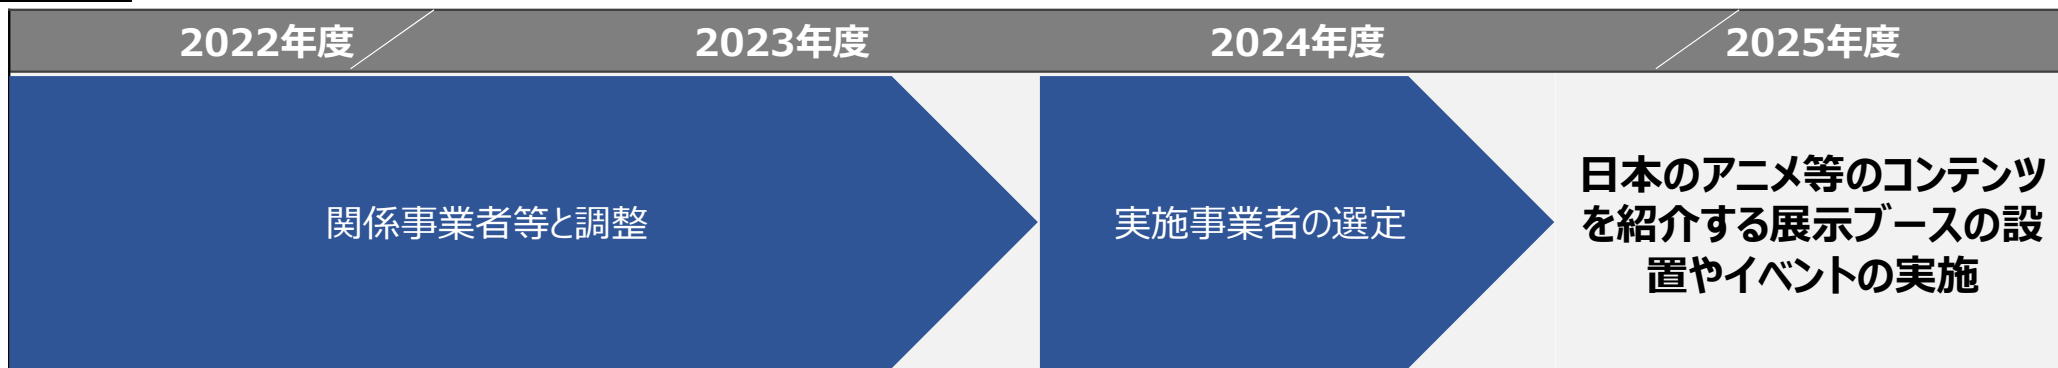 2022年度 2023年度 2024年度 2025年度
関係事業者等と調整
実施事業者の選定
日本のアニメ等のコンテンツ
を紹介する展示ブースの設
置やイベントの実施